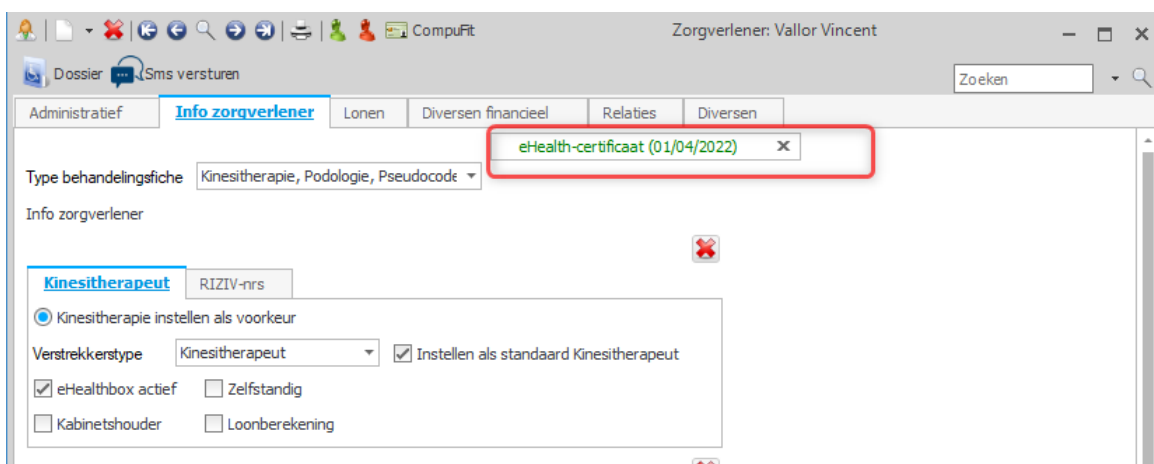 CompuFit Zorgverlener: Vallor Vincent
Dossier Sms versturen Zoeken
Administratief Info zorgverlener Lonen Diversen financieel Relaties Diversen
eHealth-certificaat (01/04/2022)
Type behandelingsfiche Kinesitherapie, Podologie, Pseudocode
Info zorgverlener
Kinesitherapeut RIZIV-nrs
Kinesitherapie instellen als voorkeur
Verstrekkerstype Kinesitherapeut Instellen als standaard Kinesitherapeut
eHealthbox actief Zelfstandig
Kabinetshouder Loonberekening